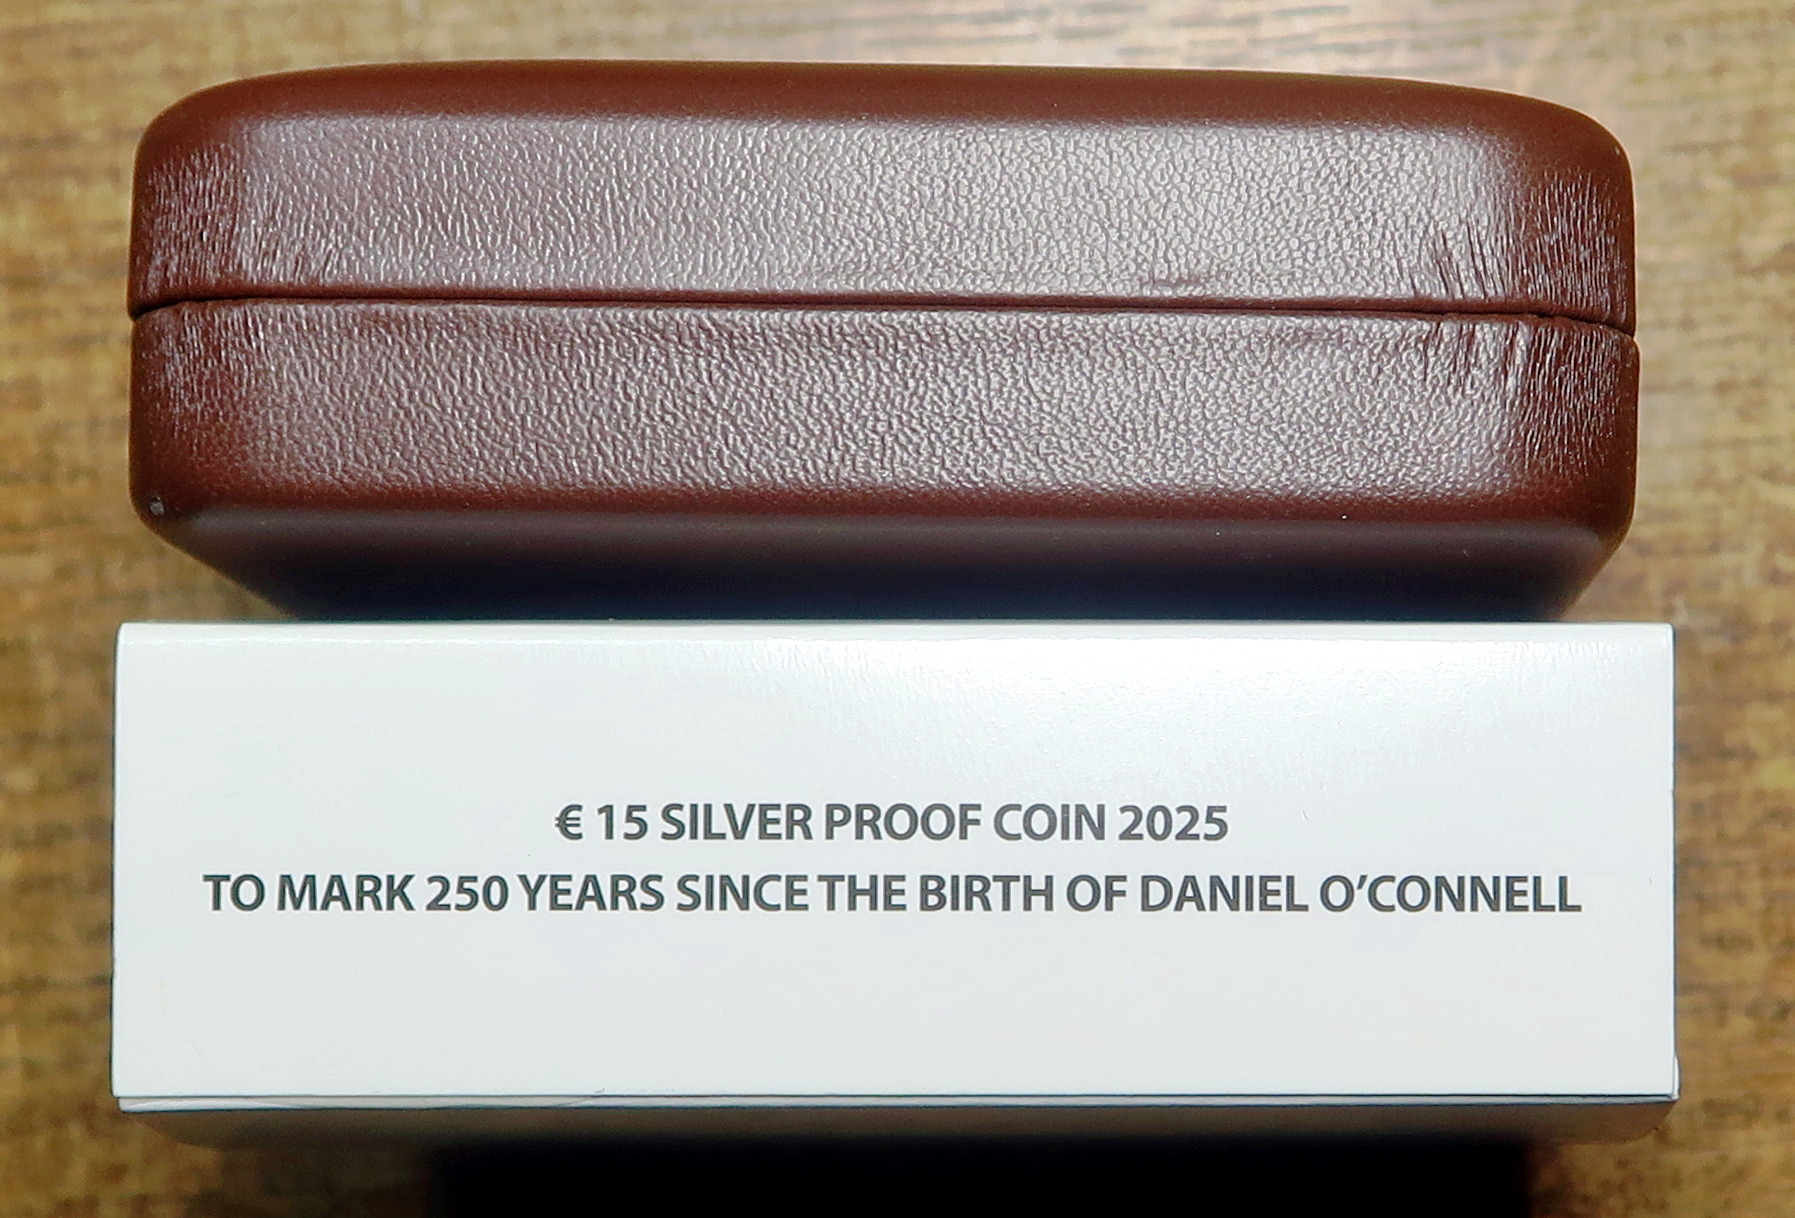 € 15 SILVER PROOF COIN 2025
TO MARK 250 YEARS SINCE THE BIRTH OF DANIEL O’CONNELL